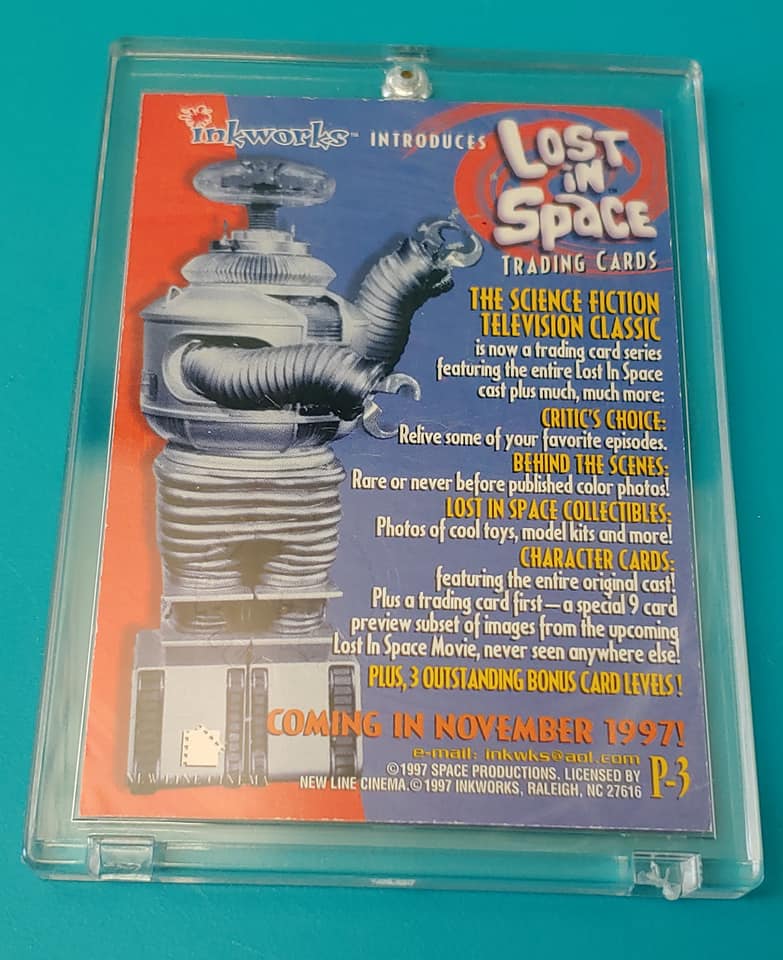 inkworks™ INTRODUCES
LOST
iN
SPACE™
TRADING CARDS
THE SCIENCE FICTION
TELEVISION CLASSIC
is now a trading card series
featuring the entire Lost In Space
cast plus much, much more:
CRITIC'S CHOICE:
Relive some of your favorite episodes.
BEHIND THE SCENES:
Rare or never before published color photos!
LOST IN SPACE COLLECTIBLES:
Photos of cool toys, model kits and more!
CHARACTER CARDS:
featuring the entire original cast!
Plus a trading card first—a special 9 card
preview subset of images from the upcoming
Lost In Space Movie, never seen anywhere else!
PLUS, 3 OUTSTANDING BONUS CARD LEVELS!
COMING IN NOVEMBER 1997!
e-mail: inkwks@aol.com
NEW LINE CINEMA
©1997 SPACE PRODUCTIONS. LICENSED BY
NEW LINE CINEMA.©1997 INKWORKS, RALEIGH, NC 27616
P-3